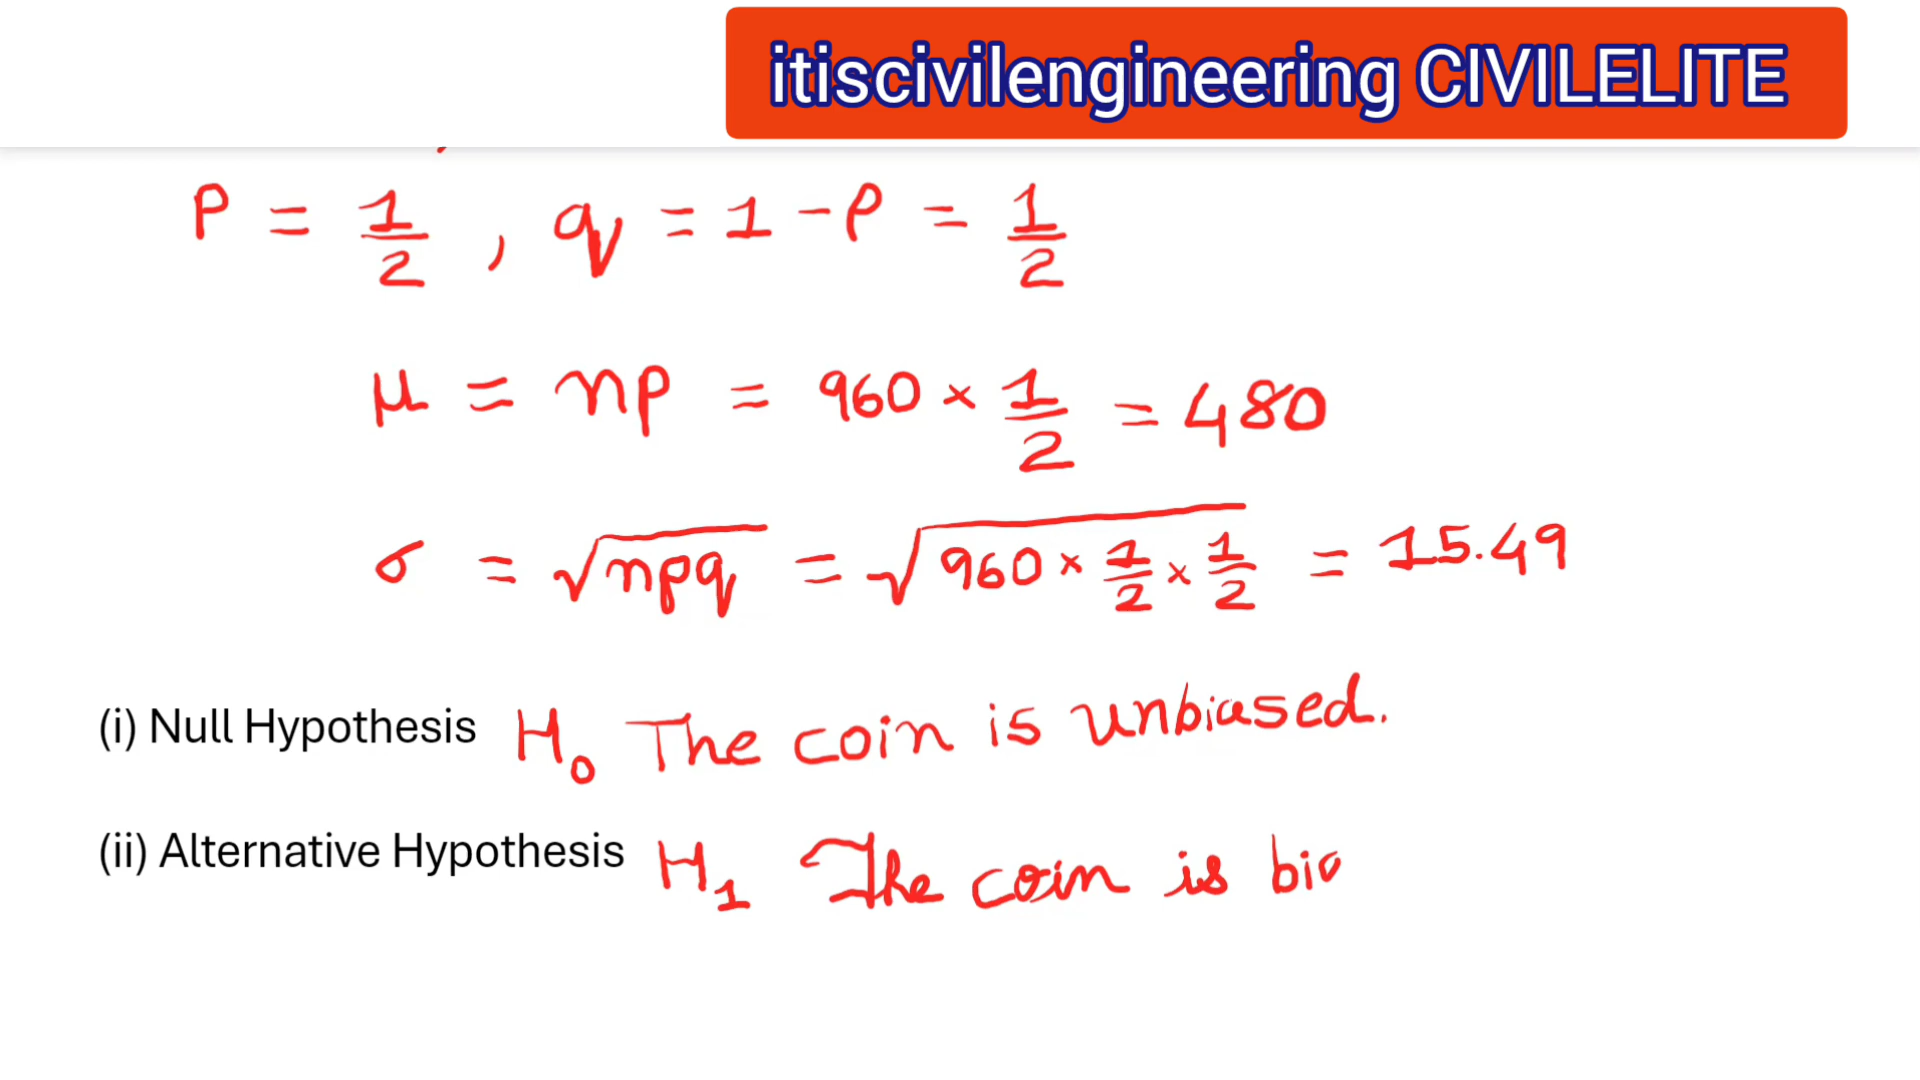 itiscivilengineering CIVILELITE
P = 1/2 , q = 1 - P = 1/2
μ = np = 960 × 1/2 = 480
σ = √npq = √960 × 1/2 × 1/2 = 15.49
(i) Null Hypothesis H₀ The coin is unbiased.
(ii) Alternative Hypothesis H₁ The coin is bia